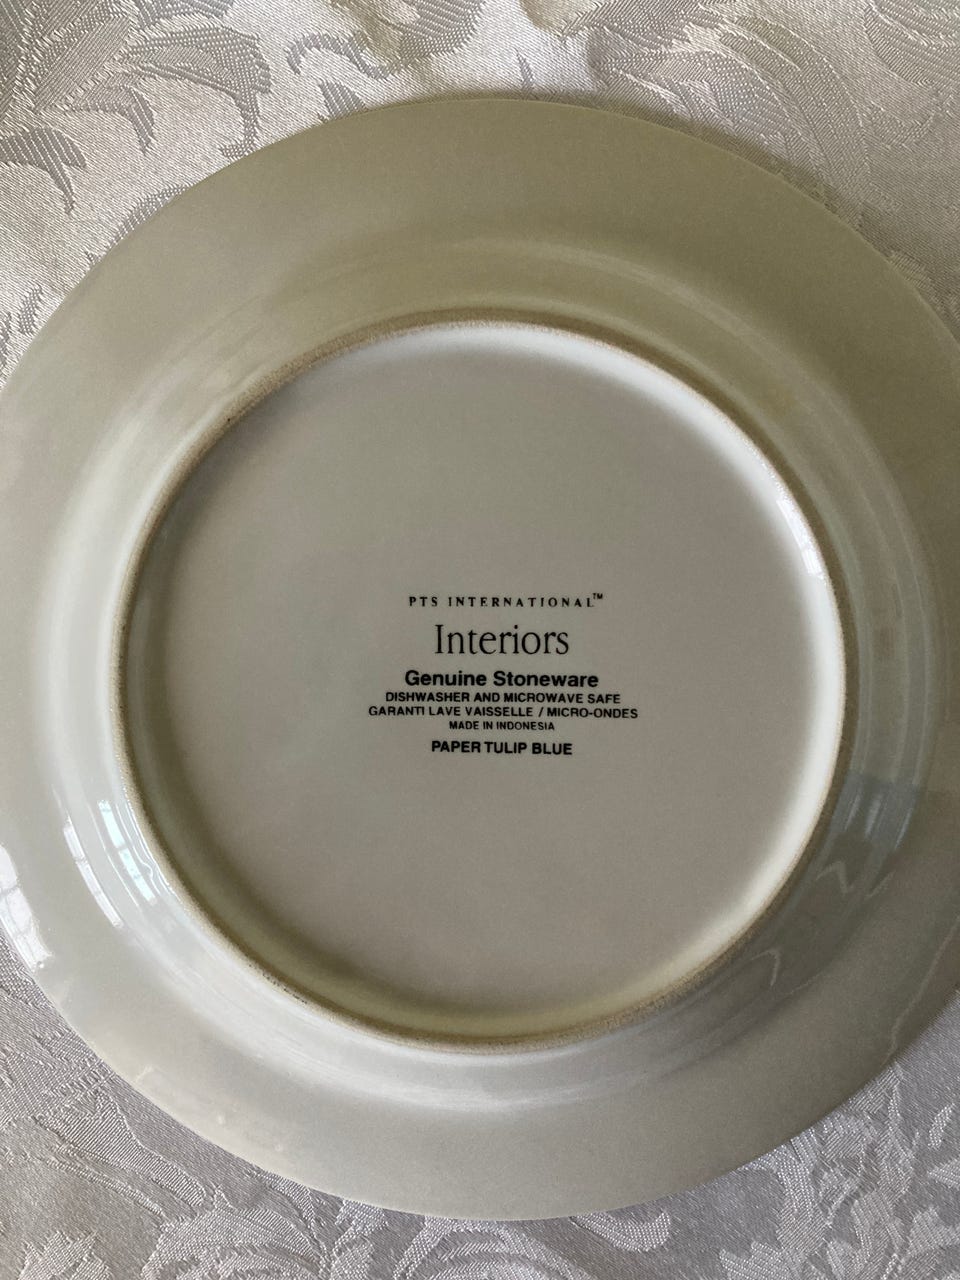 PTS INTERNATIONAL™
Interiors
Genuine Stoneware
DISHWASHER AND MICROWAVE SAFE
GARANTI LAVE VAISSELLE / MICRO-ONDES
MADE IN INDONESIA
PAPER TULIP BLUE